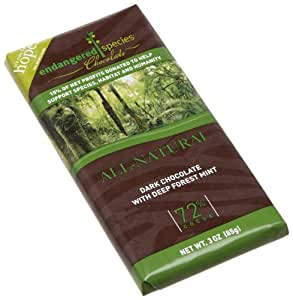 hope
endangered species
Chocolate
10% OF NET PROFITS DONATED TO HELP
SUPPORT SPECIES, HABITAT AND HUMANITY
ALL-NATURAL
DARK CHOCOLATE
WITH DEEP FOREST MINT
72%
COCOA
NET WT. 3 OZ (85g)